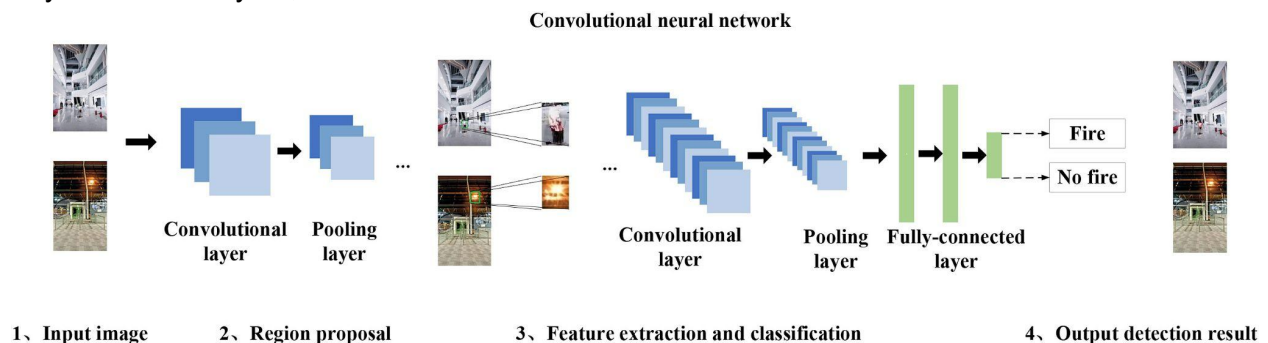 Convolutional neural network
...
...
Fire
No fire
Convolutional
layer
Pooling
layer
Convolutional
layer
Pooling
layer
Fully-connected
layer
1、Input image
2、Region proposal
3、Feature extraction and classification
4、Output detection result